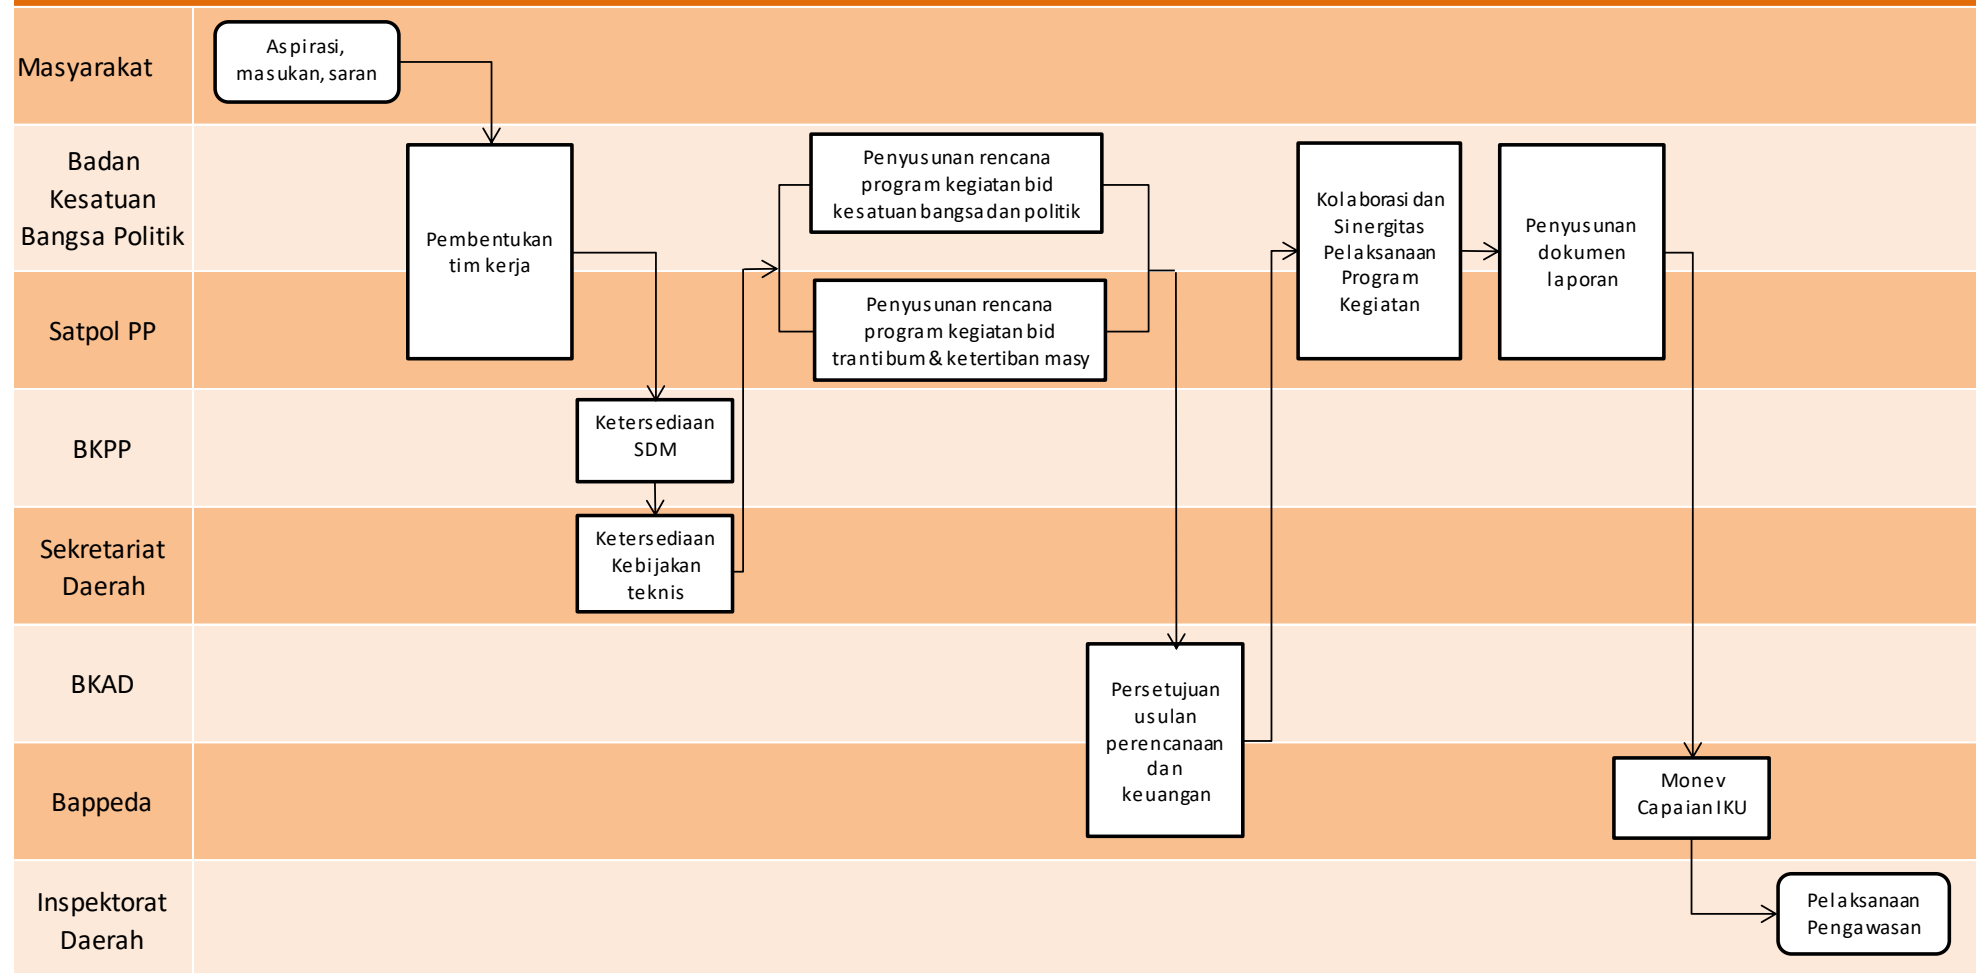 Masyarakat
Aspirasi,
masukan, saran
Badan
Kesatuan
Bangsa Politik
Pembentukan
tim kerja
Penyusunan rencana
program kegiatan bid
kesatuan bangsa dan politik
Kolaborasi dan
Sinergitas
Pelaksanaan
Program
Kegiatan
Penyusunan
dokumen
laporan
Satpol PP
Penyusunan rencana
program kegiatan bid
trantibum & ketertiban masy
BKPP
Ketersediaan
SDM
Sekretariat
Daerah
Ketersediaan
Kebijakan
teknis
BKAD
Persetujuan
usulan
perencanaan
dan
keuangan
Bappeda
Monev
Capaian IKU
Inspektorat
Daerah
Pelaksanaan
Pengawasan